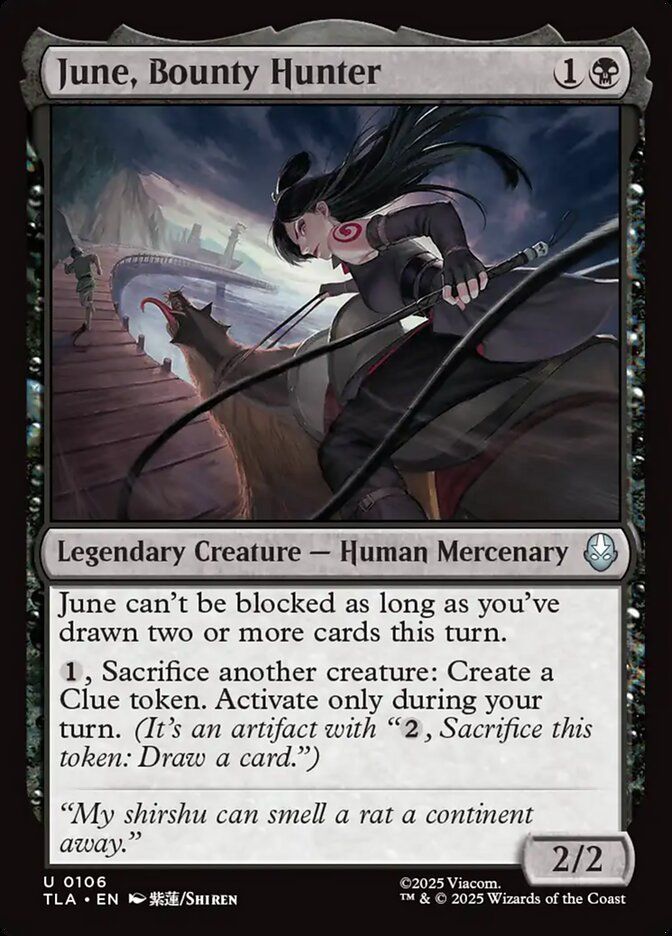 June, Bounty Hunter 1
Legendary Creature — Human Mercenary
June can't be blocked as long as you've
drawn two or more cards this turn.
1, Sacrifice another creature: Create a
Clue token. Activate only during your
turn. (It's an artifact with “2, Sacrifice this
token: Draw a card.”)
“My shirshu can smell a rat a continent
away.”
2/2
U 0106
TLA • EN 紫蓮/SHIREN
©2025 Viacom.
™ & © 2025 Wizards of the Coast